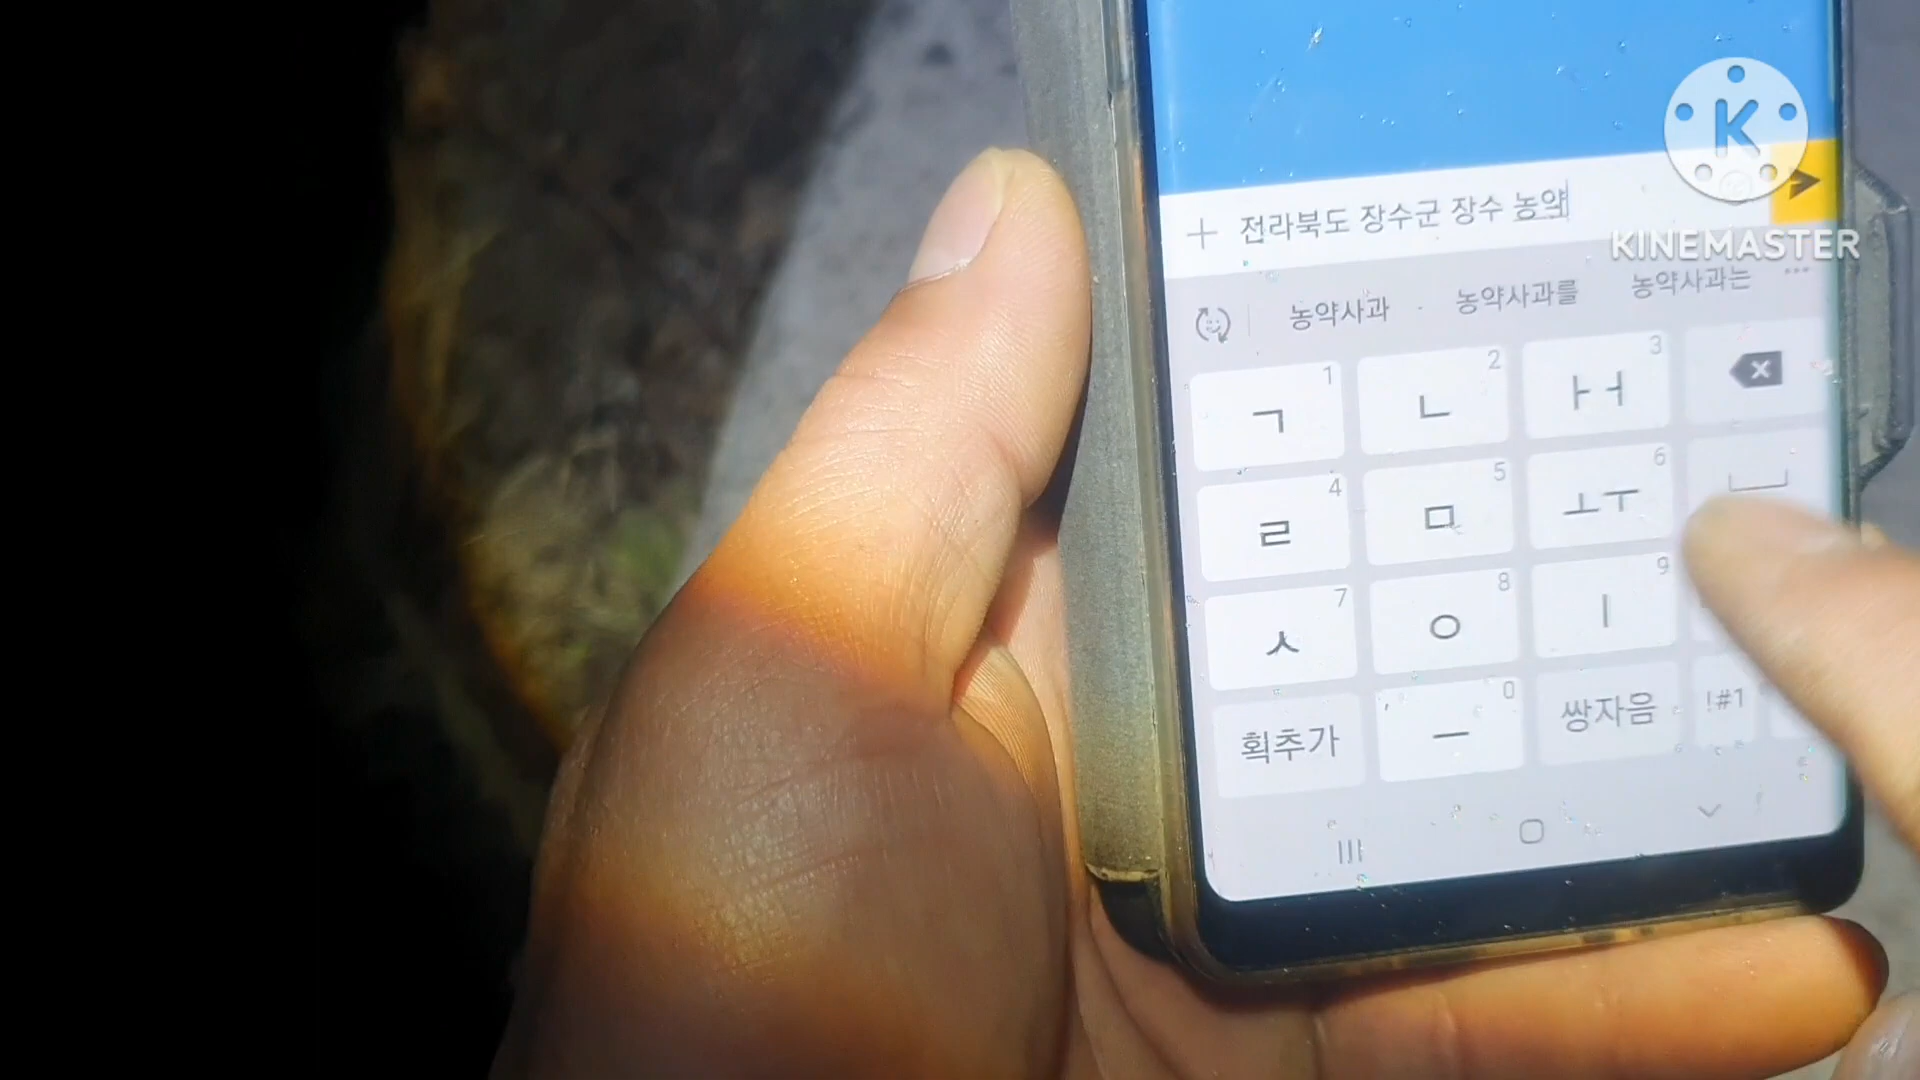 K
KINEMASTER
전라북도 장수군 장수 농약
농약사과 농약사과를 농약사과는 ...
1 ㄱ 2 ㄴ 3 ㅏㅓ
4 ㄹ 5 ㅁ 6 ㅗㅜ
7 ㅅ 8 ㅇ 9 ㅣ
획추가 , 0 ㅡ 쌍자음 !#1